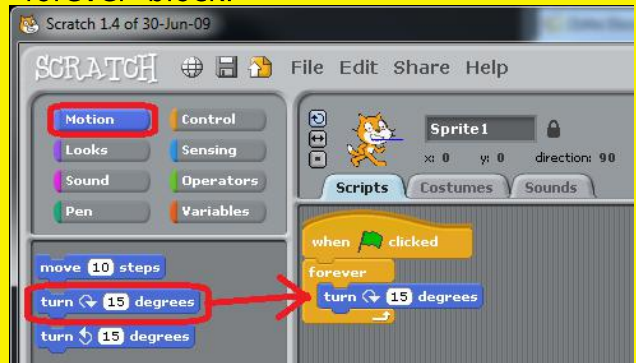 forever block.
Scratch 1.4 of 30-Jun-09
SCRATCH File Edit Share Help
Motion Control
Looks Sensing
Sound Operators
Pen Variables
move 10 steps
turn 15 degrees
turn 15 degrees
Sprite1
x: 0 y: 0 direction: 90
Scripts Costumes Sounds
when clicked
forever
turn 15 degrees